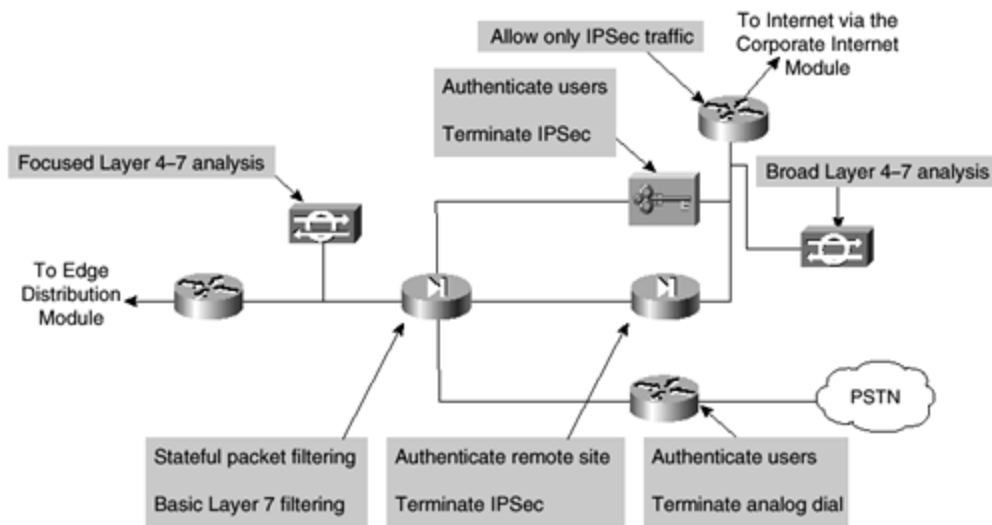 Allow only IPSec traffic
To Internet via the
Corporate Internet
Module
Authenticate users
Terminate IPSec
Focused Layer 4–7 analysis
Broad Layer 4–7 analysis
To Edge
Distribution
Module
PSTN
Stateful packet filtering
Basic Layer 7 filtering
Authenticate remote site
Terminate IPSec
Authenticate users
Terminate analog dial